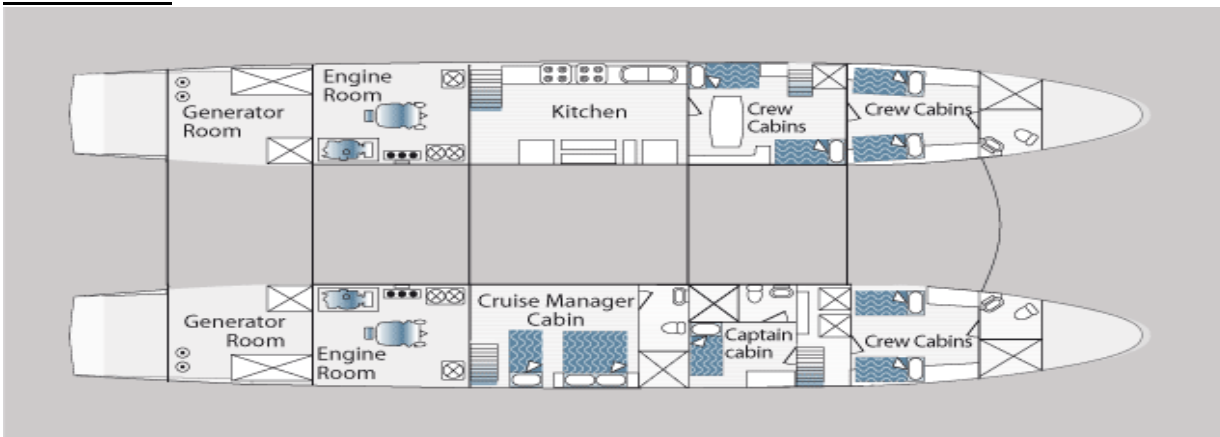 Generator
Room
Engine
Room
Kitchen
Crew
Cabins
Crew Cabins
Generator
Room
Engine
Room
Cruise Manager
Cabin
Captain
cabin
Crew Cabins